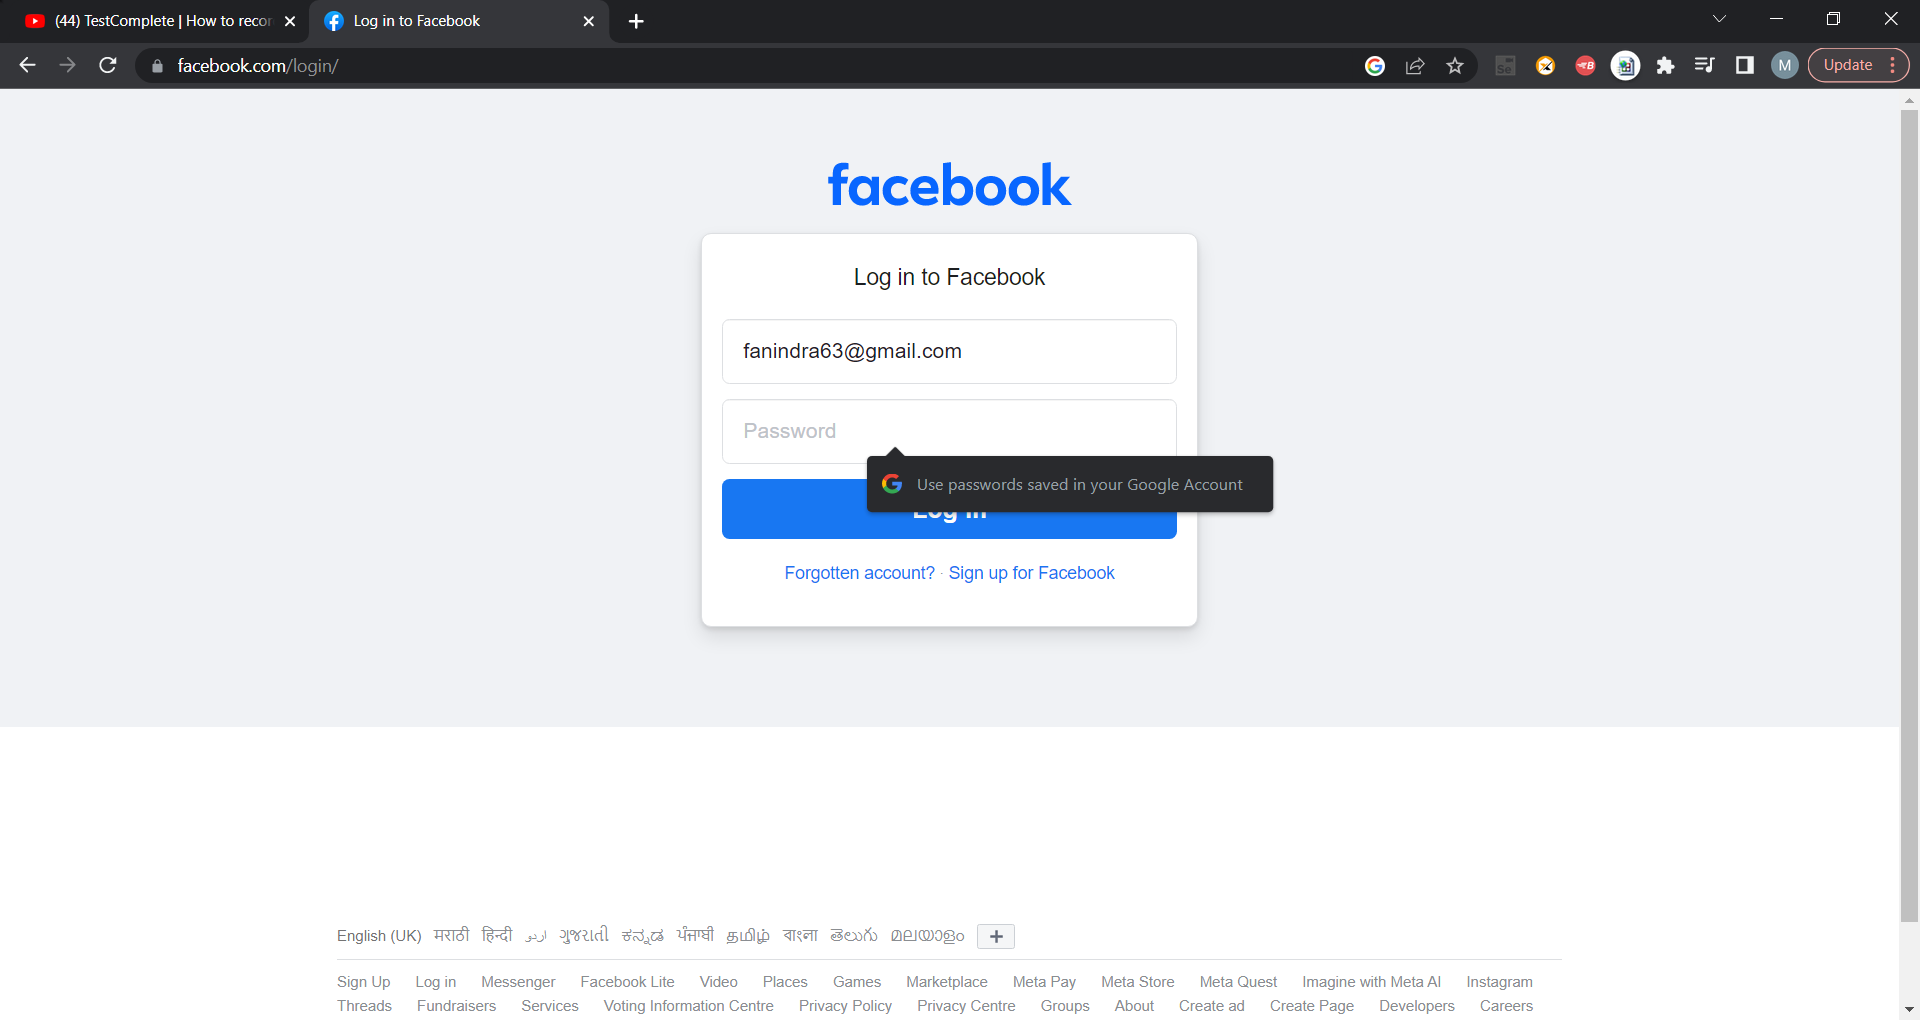 (44) TestComplete | How to recor
Log in to Facebook
facebook.com/login/
Se
B
M
Update
facebook
Log in to Facebook
fanindra63@gmail.com
Password
Use passwords saved in your Google Account
Log In
Forgotten account? · Sign up for Facebook
English (UK) मराठी हिन्दी اردو ગુજરાતી ಕನ್ನಡ ਪੰਜਾਬੀ தமிழ் বাংলা తెలుగు മലയാളം +
Sign Up Log in Messenger Facebook Lite Video Places Games Marketplace Meta Pay Meta Store Meta Quest Imagine with Meta AI Instagram
Threads Fundraisers Services Voting Information Centre Privacy Policy Privacy Centre Groups About Create ad Create Page Developers Careers